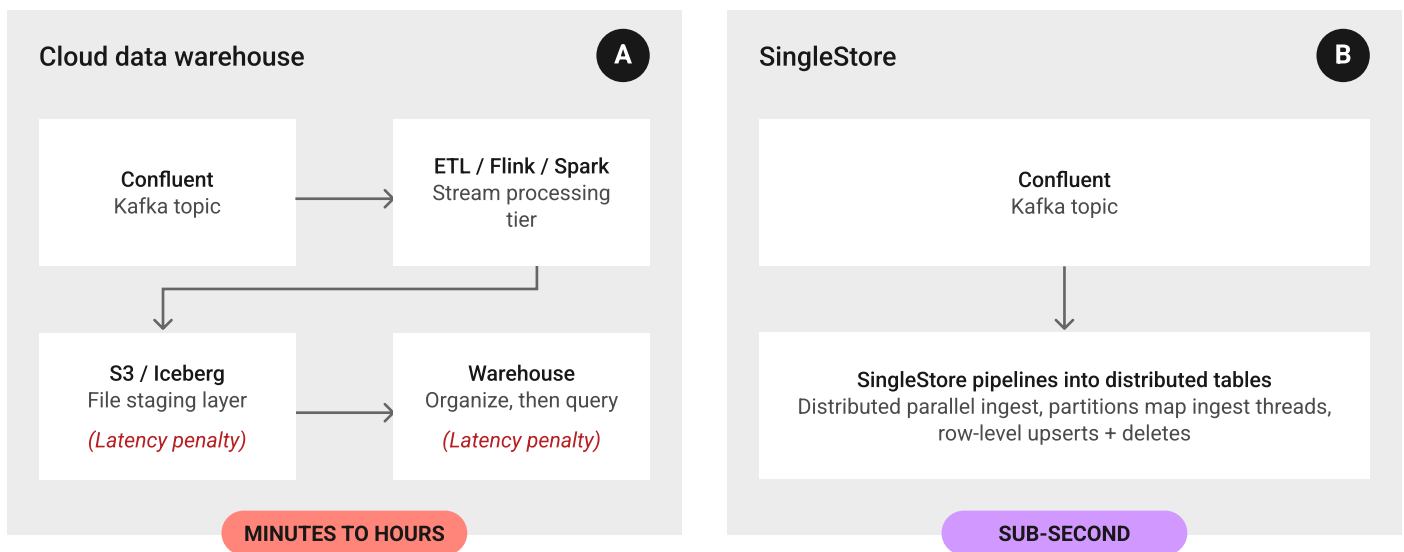 Cloud data warehouse
A
Confluent
Kafka topic
ETL / Flink / Spark
Stream processing
tier
S3 / Iceberg
File staging layer
(Latency penalty)
Warehouse
Organize, then query
(Latency penalty)
MINUTES TO HOURS
SingleStore
B
Confluent
Kafka topic
SingleStore pipelines into distributed tables
Distributed parallel ingest, partitions map ingest threads,
row-level upserts + deletes
SUB-SECOND